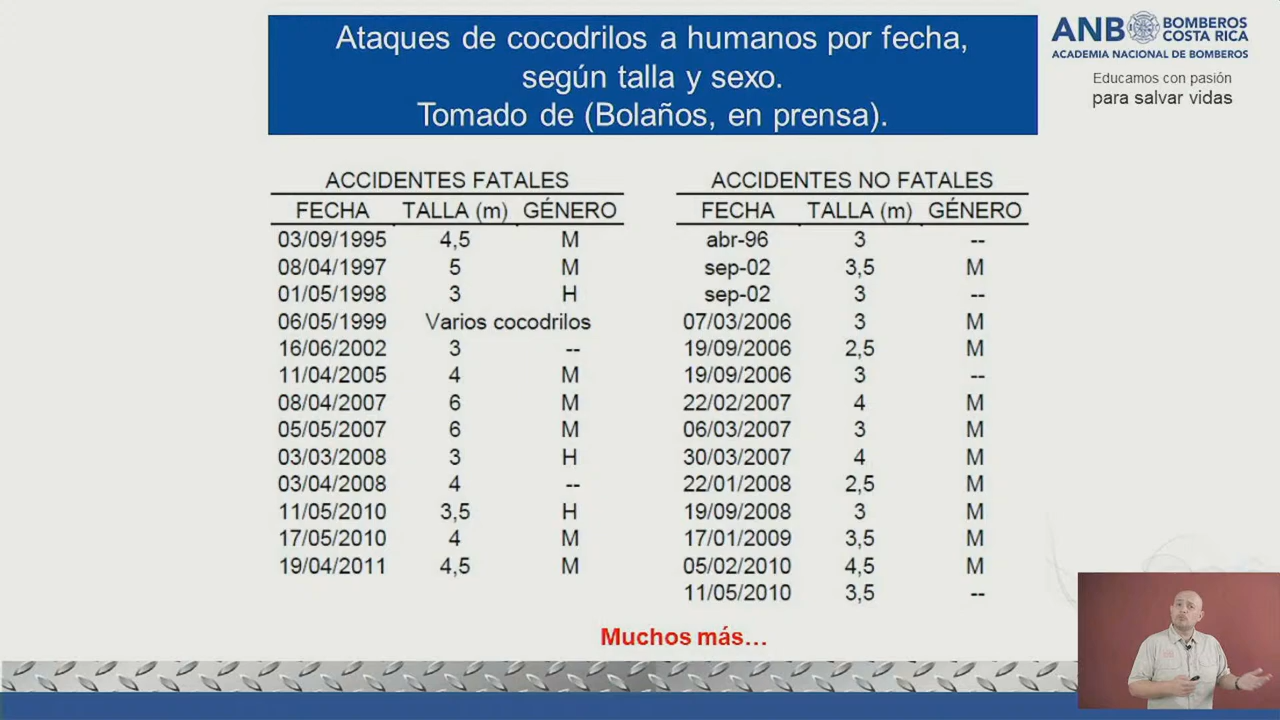 Ataques de cocodrilos a humanos por fecha,
según talla y sexo.
Tomado de (Bolaños, en prensa).
ANB BOMBEROS COSTA RICA
ACADEMIA NACIONAL DE BOMBEROS
Educamos con pasión
para salvar vidas
ACCIDENTES FATALES
FECHA TALLA (m) GÉNERO
03/09/1995 4,5 M
08/04/1997 5 M
01/05/1998 3 H
06/05/1999 Varios cocodrilos
16/06/2002 3 --
11/04/2005 4 M
08/04/2007 6 M
05/05/2007 6 M
03/03/2008 3 H
03/04/2008 4 --
11/05/2010 3,5 H
17/05/2010 4 M
19/04/2011 4,5 M
ACCIDENTES NO FATALES
FECHA TALLA (m) GÉNERO
abr-96 3 --
sep-02 3,5 M
sep-02 3 --
07/03/2006 3 M
19/09/2006 2,5 M
19/09/2006 3 --
22/02/2007 4 M
06/03/2007 3 M
30/03/2007 4 M
22/01/2008 2,5 M
19/09/2008 3 M
17/01/2009 3,5 M
05/02/2010 4,5 M
11/05/2010 3,5 --
Muchos más...